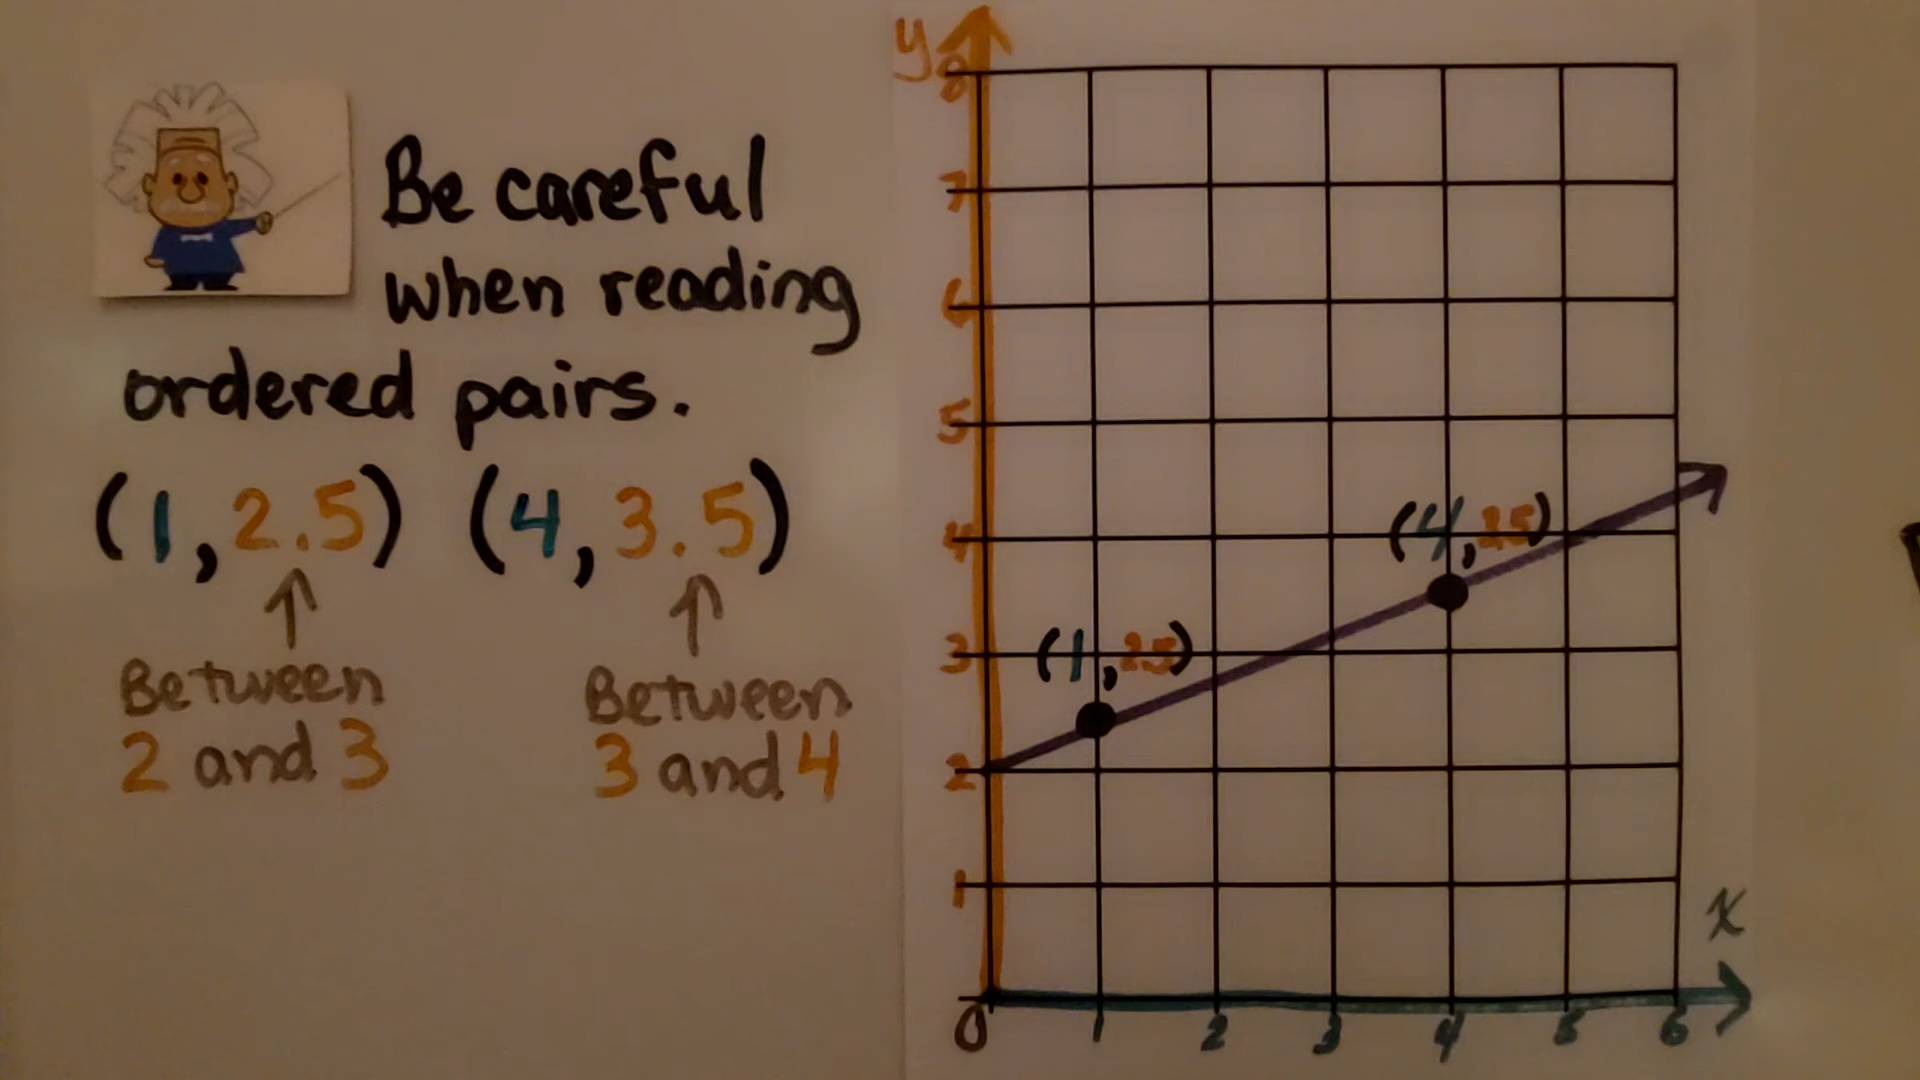 Be careful
when reading
ordered pairs.
(1, 2.5) (4, 3.5)
Between
2 and 3
Between
3 and 4
y
8
7
6
5
4
3
2
1
0
1 2 3 4 5 6
x
(4,
(1, 2.5)